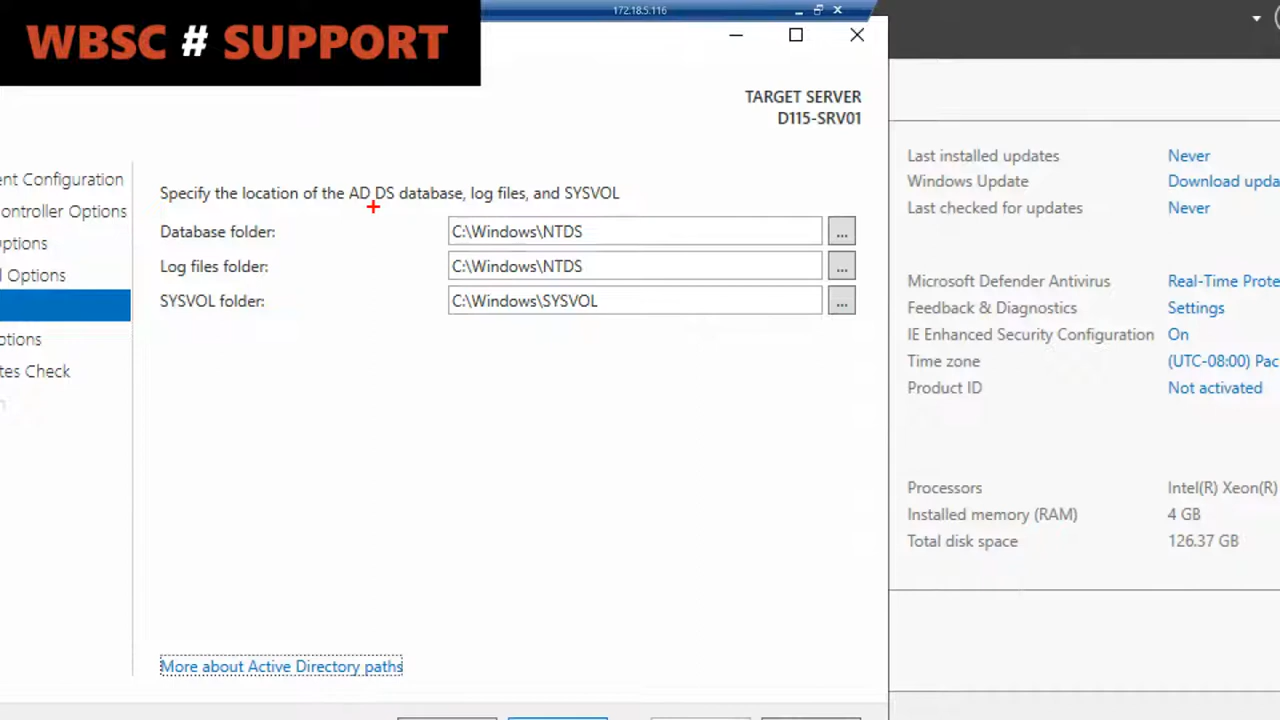 WBSC # SUPPORT
172.18.5.116
TARGET SERVER
D115-SRV01
ent Configuration
ontroller Options
ptions
l Options
otions
tes Check
Specify the location of the AD DS database, log files, and SYSVOL
Database folder: C:\Windows\NTDS ...
Log files folder: C:\Windows\NTDS ...
SYSVOL folder: C:\Windows\SYSVOL ...
More about Active Directory paths
Last installed updates Never
Windows Update Download upda
Last checked for updates Never
Microsoft Defender Antivirus Real-Time Prote
Feedback & Diagnostics Settings
IE Enhanced Security Configuration On
Time zone (UTC-08:00) Pac
Product ID Not activated
Processors Intel(R) Xeon(R)
Installed memory (RAM) 4 GB
Total disk space 126.37 GB